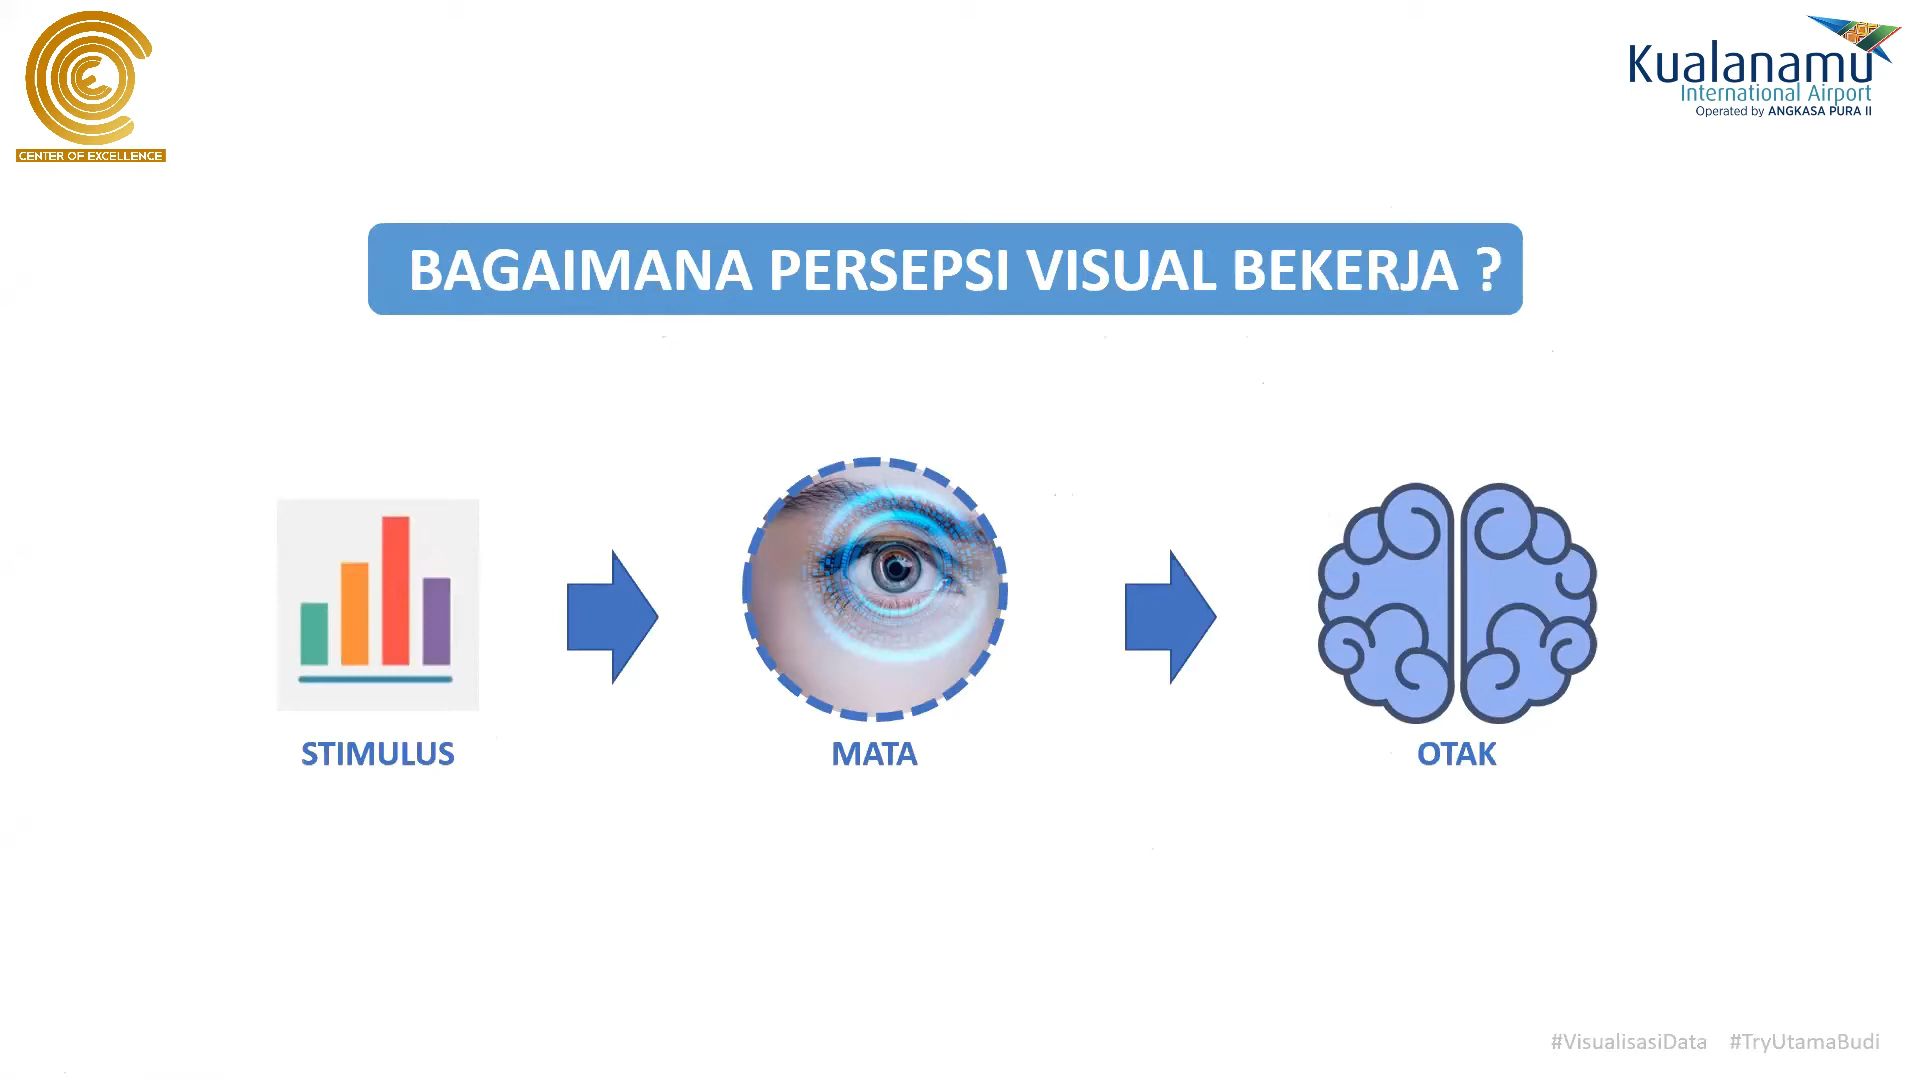 CENTER OF EXCELLENCE
Kualanamu
International Airport
Operated by ANGKASA PURA II
BAGAIMANA PERSEPSI VISUAL BEKERJA ?
STIMULUS
MATA
OTAK
#VisualisasiData #TryUtamaBudi